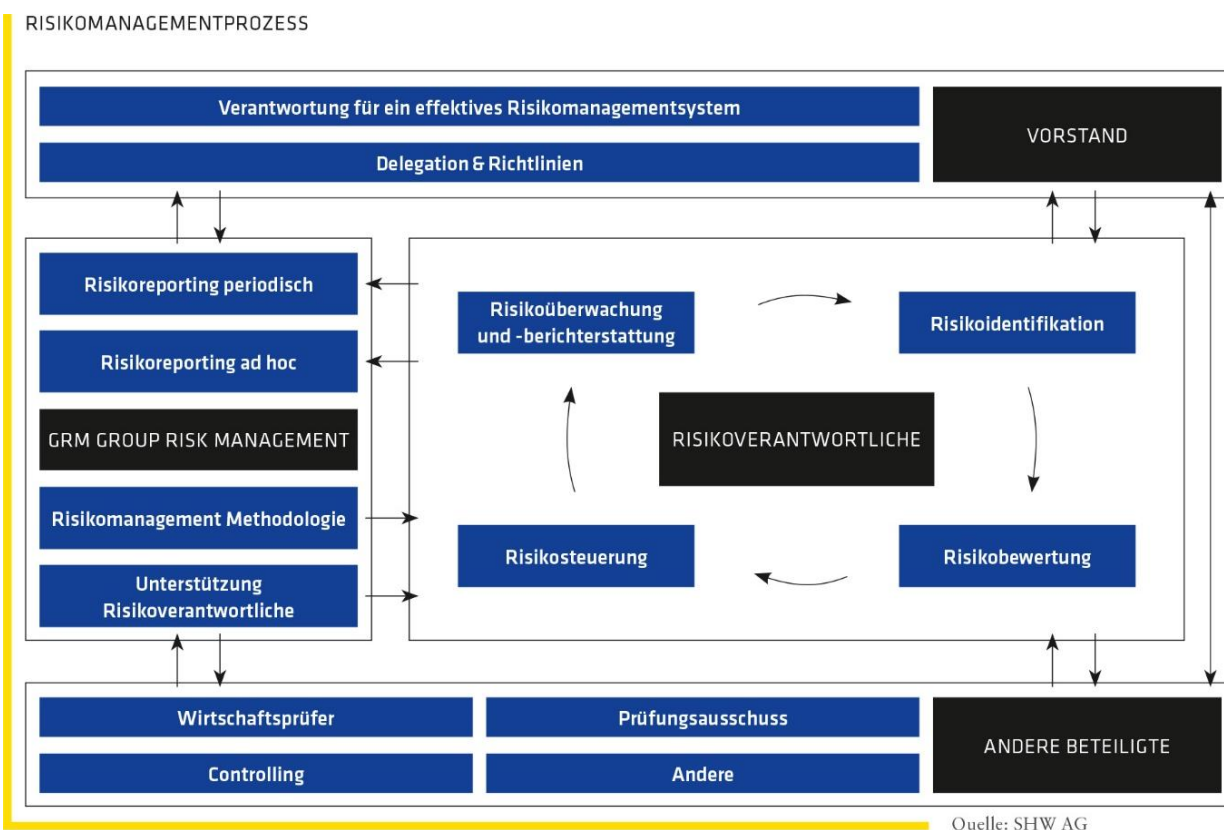 RISIKOMANAGEMENTPROZESS
Verantwortung für ein effektives Risikomanagementsystem
Delegation & Richtlinien
VORSTAND
Risikoreporting periodisch
Risikoreporting ad hoc
GRM GROUP RISK MANAGEMENT
Risikomanagement Methodologie
Unterstützung
Risikoverantwortliche
Risikoüberwachung
und -berichterstattung
Risikoidentifikation
RISIKOVERANTWORTLICHE
Risikosteuerung
Risikobewertung
Wirtschaftsprüfer
Prüfungsausschuss
Controlling
Andere
ANDERE BETEILIGTE
Quelle: SHW AG